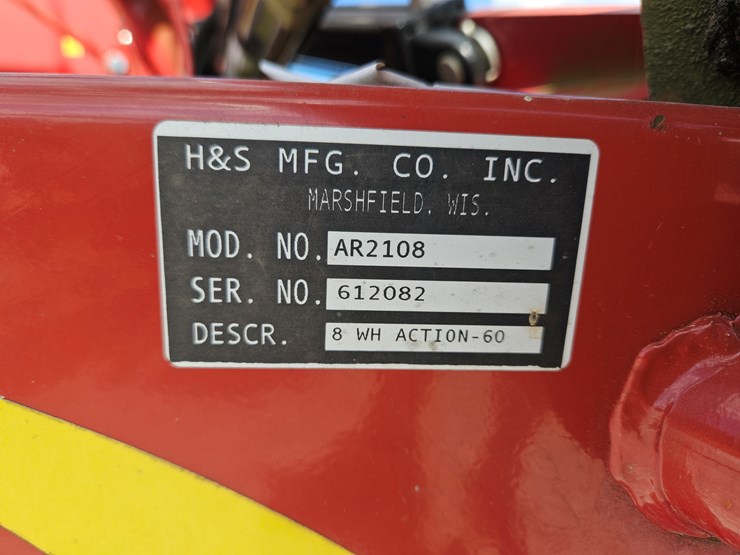 H&S MFG. CO. INC.
MARSHFIELD, WIS.
MOD. NO. AR2108
SER. NO. 612082
DESCR. 8 WH ACTION-60